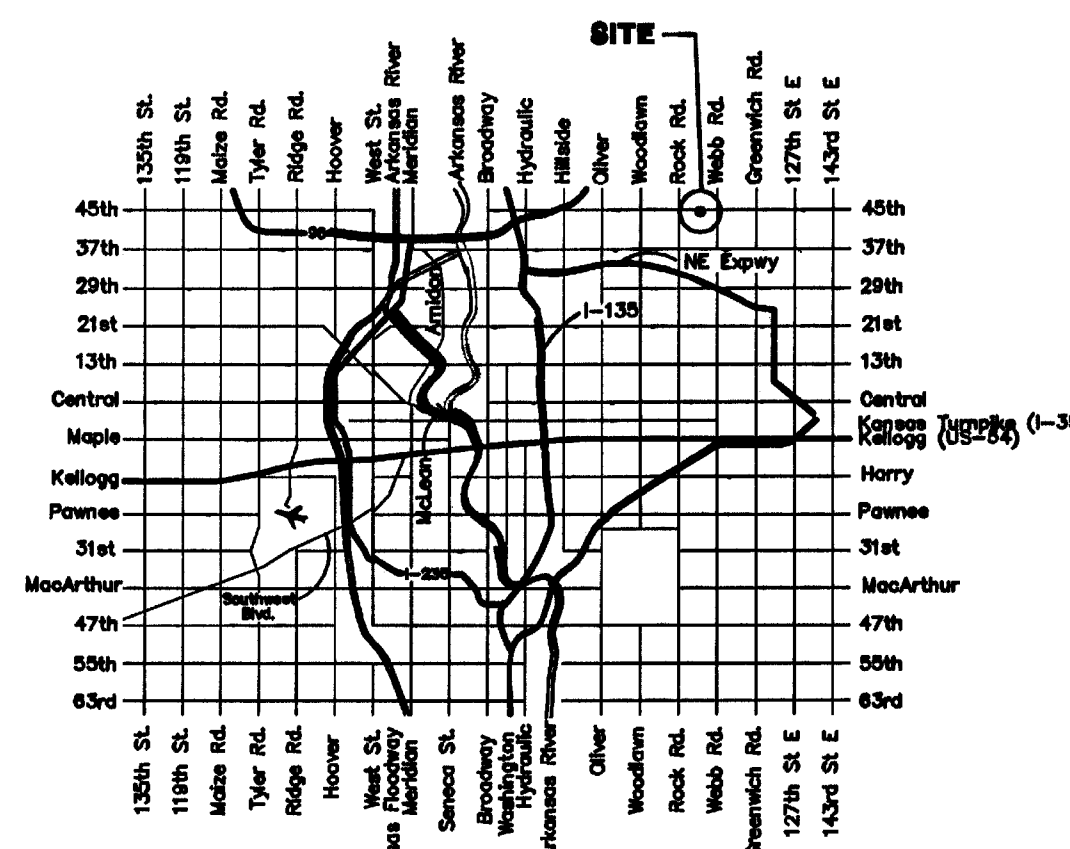 SITE
135th St.
119th St.
Maize Rd.
Tyler Rd.
Ridge Rd.
Hoover
West St.
Arkansas River
Meridian
Arkansas River
Broadway
Hydraulic
Hillside
Oliver
Woodlawn
Rock Rd.
Webb Rd.
Greenwich Rd.
127th St E
143rd St E
45th
45th
96
37th
37th
NE Expwy
29th
29th
Amidon
I-135
21st
21st
13th
13th
Central
Central
Kansas Turnpike (I-35
Maple
Kellogg (US-54)
Kellogg
Harry
McLean
Pawnee
Pawnee
31st
31st
I-235
MacArthur
MacArthur
Southwest
Blvd.
47th
47th
55th
55th
63rd
63rd
135th St.
119th St.
Maize Rd.
Tyler Rd.
Ridge Rd.
Hoover
West St.
sas Floodway
Meridian
Seneca St.
Broadway
Washington
Hydraulic
rkansas River
Oliver
Woodlawn
Rock Rd.
Webb Rd.
Greenwich Rd.
127th St E
143rd St E